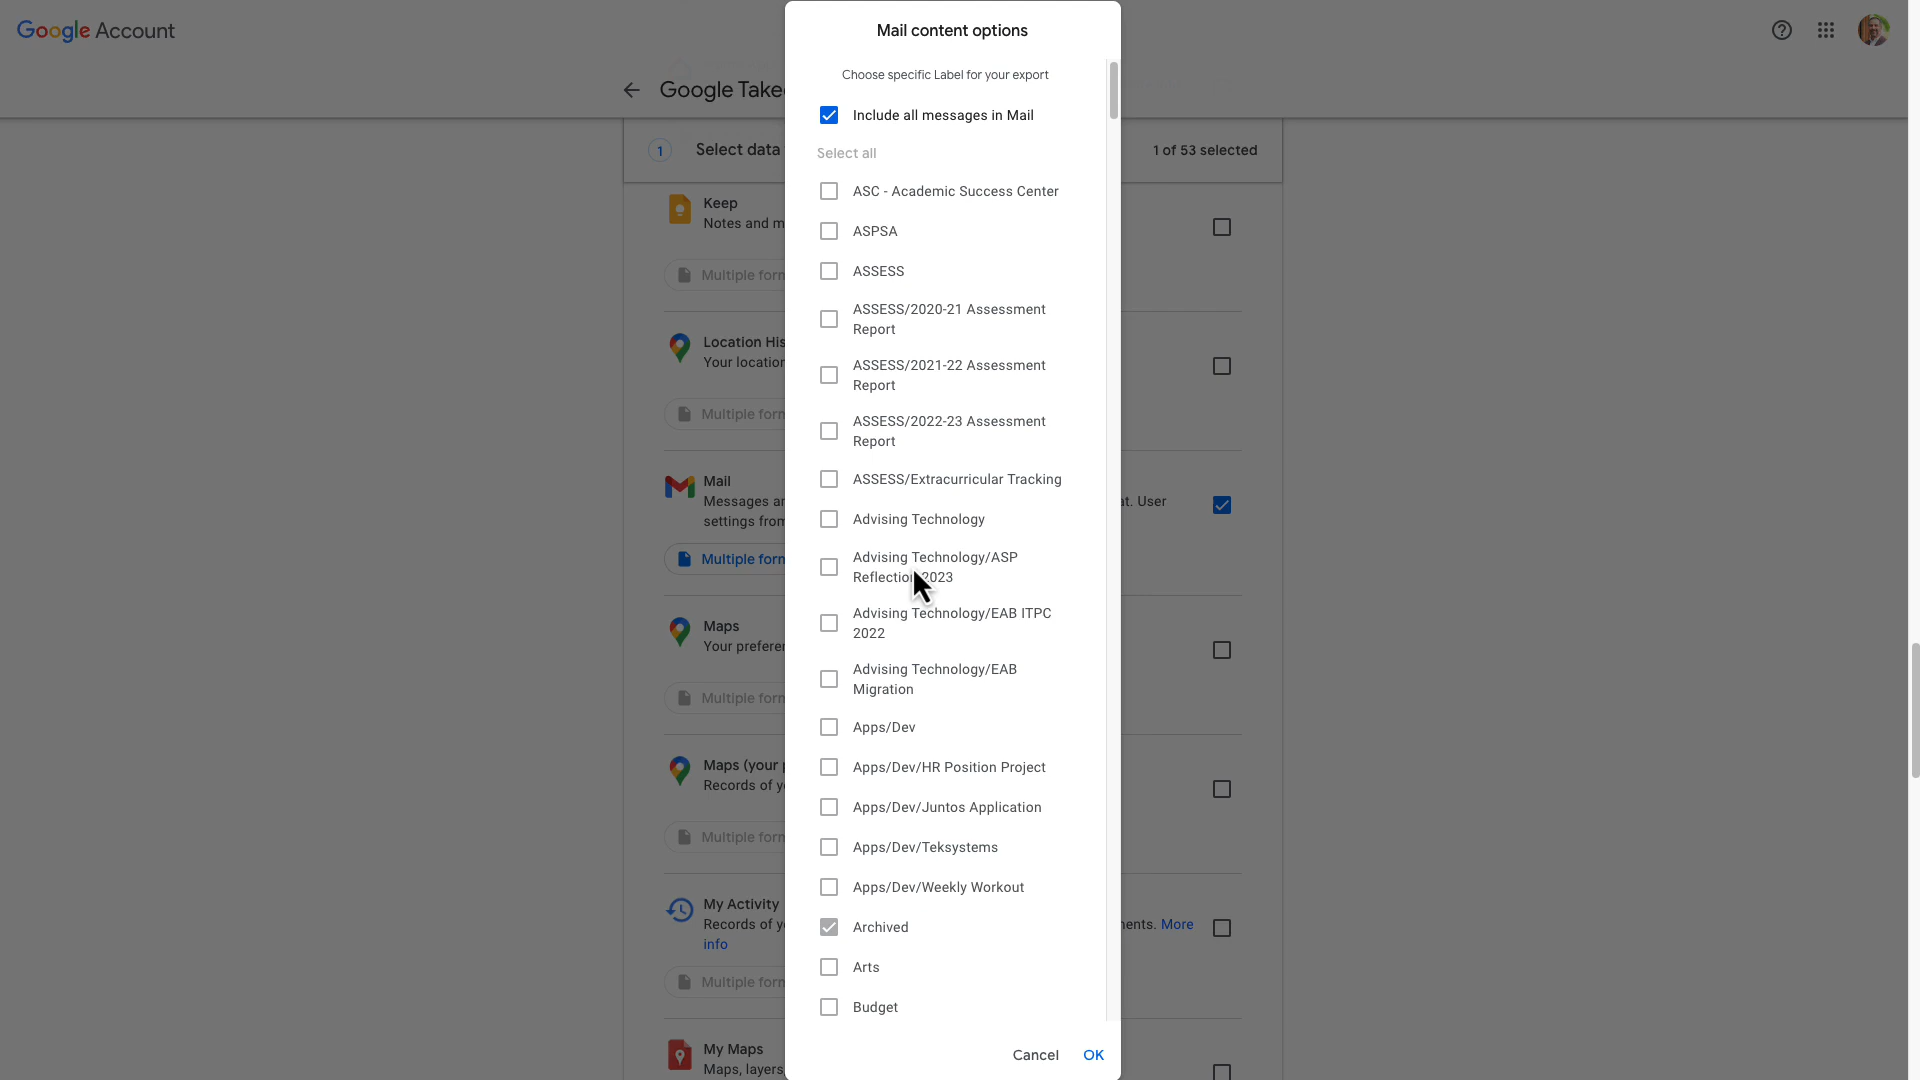 Google Account
Mail content options
Choose specific Label for your export
Google Take
Include all messages in Mail
1
Select data
1 of 53 selected
Select all
ASC - Academic Success Center
Keep
Notes and m
ASPSA
Multiple form
ASSESS
ASSESS/2020-21 Assessment
Report
Location His
Your location
ASSESS/2021-22 Assessment
Report
Multiple form
ASSESS/2022-23 Assessment
Report
ASSESS/Extracurricular Tracking
Mail
Messages an
at. User
settings from
Advising Technology
Multiple form
Advising Technology/ASP
Reflection 2023
Advising Technology/EAB ITPC
2022
Maps
Your preferen
Advising Technology/EAB
Migration
Multiple form
Apps/Dev
Apps/Dev/HR Position Project
Maps (your p
Records of yo
Apps/Dev/Juntos Application
Multiple form
Apps/Dev/Teksystems
Apps/Dev/Weekly Workout
My Activity
Records of yo
ents. More
info
Archived
Arts
Multiple form
Budget
My Maps
Maps, layers,
Cancel
OK